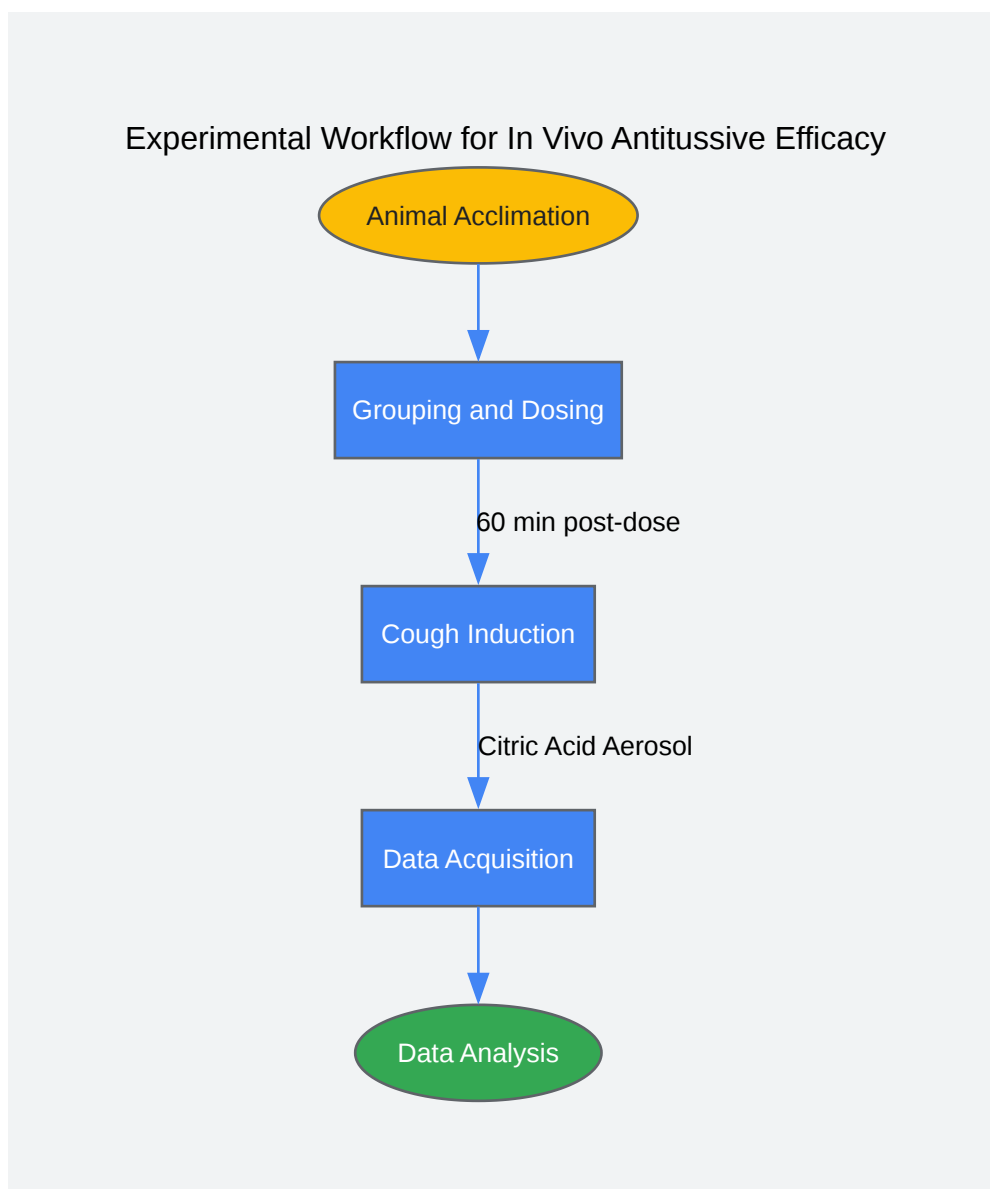 Experimental Workflow for In Vivo Antitussive Efficacy
Animal Acclimation
Grouping and Dosing
60 min post-dose
Cough Induction
Citric Acid Aerosol
Data Acquisition
Data Analysis